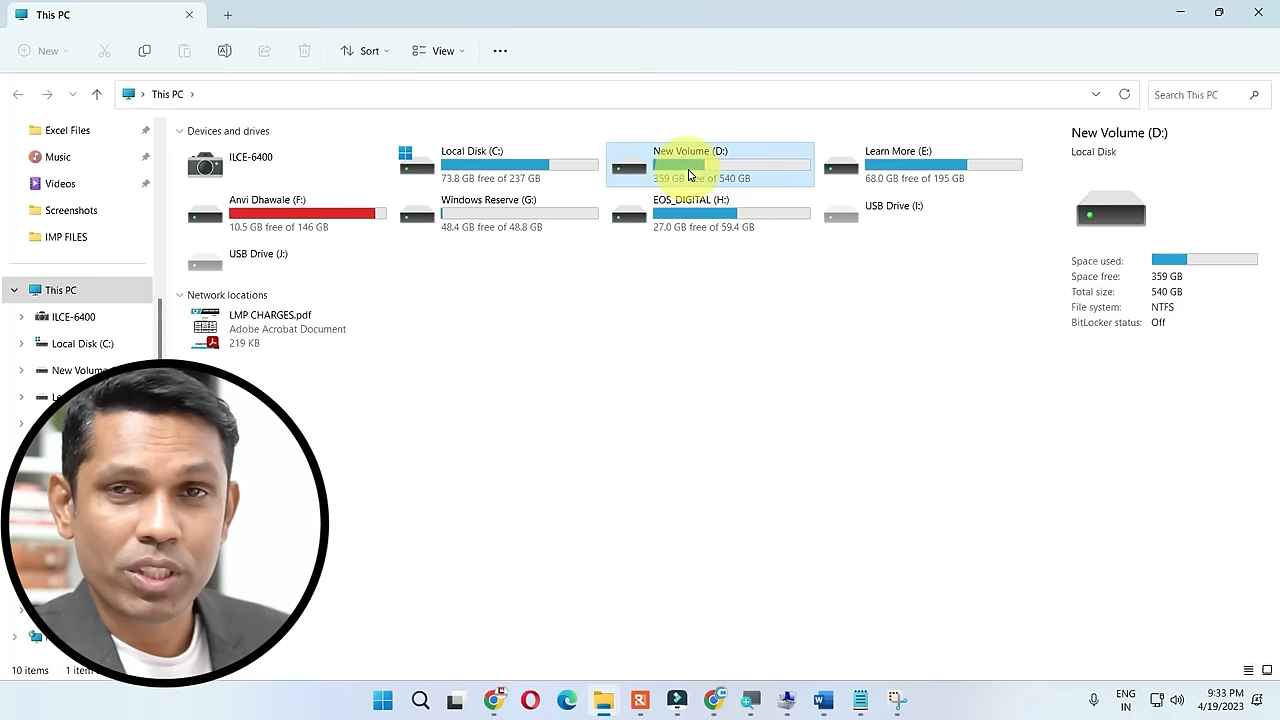 This PC
New
Sort
View
This PC
Search This PC
Excel Files
Music
Videos
Screenshots
IMP FILES
This PC
ILCE-6400
Local Disk (C:)
New Volume
Devices and drives
ILCE-6400
Local Disk (C:)
73.8 GB free of 237 GB
New Volume (D:)
359 GB free of 540 GB
Learn More (E:)
68.0 GB free of 195 GB
Anvi Dhawale (F:)
10.5 GB free of 146 GB
Windows Reserve (G:)
48.4 GB free of 48.8 GB
EOS_DIGITAL (H:)
27.0 GB free of 59.4 GB
USB Drive (I:)
USB Drive (J:)
Network locations
LMP CHARGES.pdf
Adobe Acrobat Document
219 KB
New Volume (D:)
Local Disk
Space used:
Space free: 359 GB
Total size: 540 GB
File system: NTFS
BitLocker status: Off
10 items
ENG
IN
9:33 PM
4/19/2023